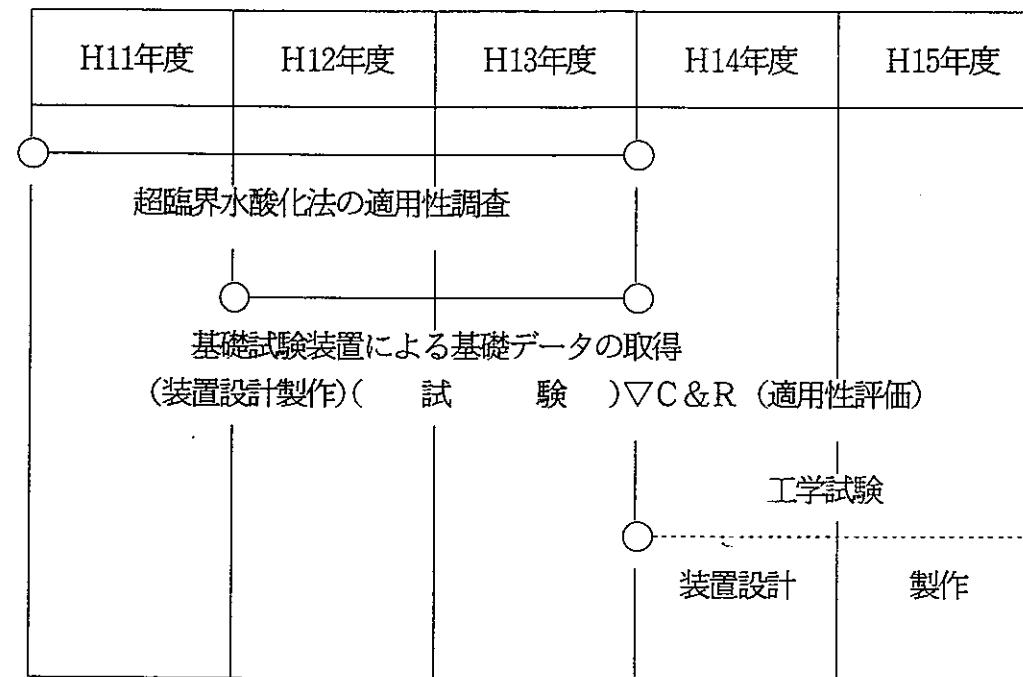 H11年度 H12年度 H13年度 H14年度 H15年度
超臨界水酸化法の適用性調査
基礎試験装置による基礎データの取得
(装置設計製作)( 試 験 )▽C&R (適用性評価)
工学試験
装置設計 製作